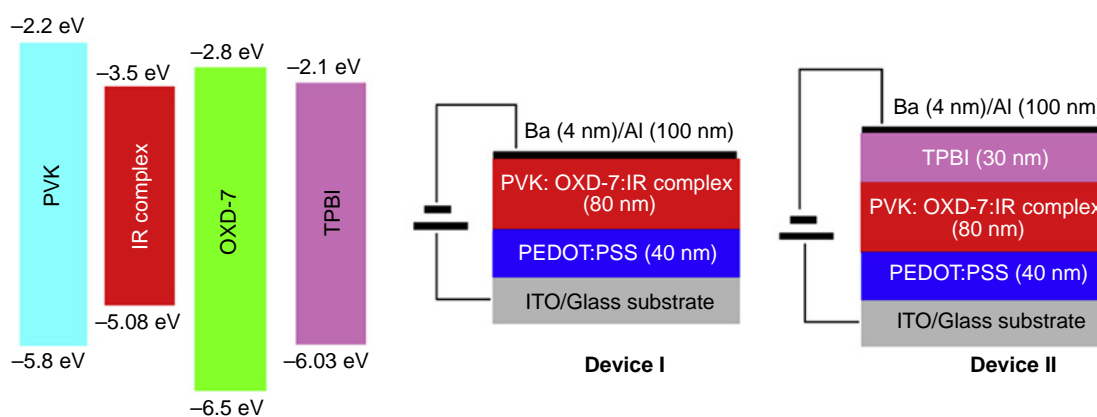 –2.2 eV
–3.5 eV
–2.8 eV
–2.1 eV
PVK
IR complex
OXD-7
TPBI
–5.08 eV
–5.8 eV
–6.03 eV
–6.5 eV
Ba (4 nm)/Al (100 nm)
PVK: OXD-7:IR complex
(80 nm)
PEDOT:PSS (40 nm)
ITO/Glass substrate
Device I
Ba (4 nm)/Al (100 nm)
TPBI (30 nm)
PVK: OXD-7:IR complex
(80 nm)
PEDOT:PSS (40 nm)
ITO/Glass substrate
Device II